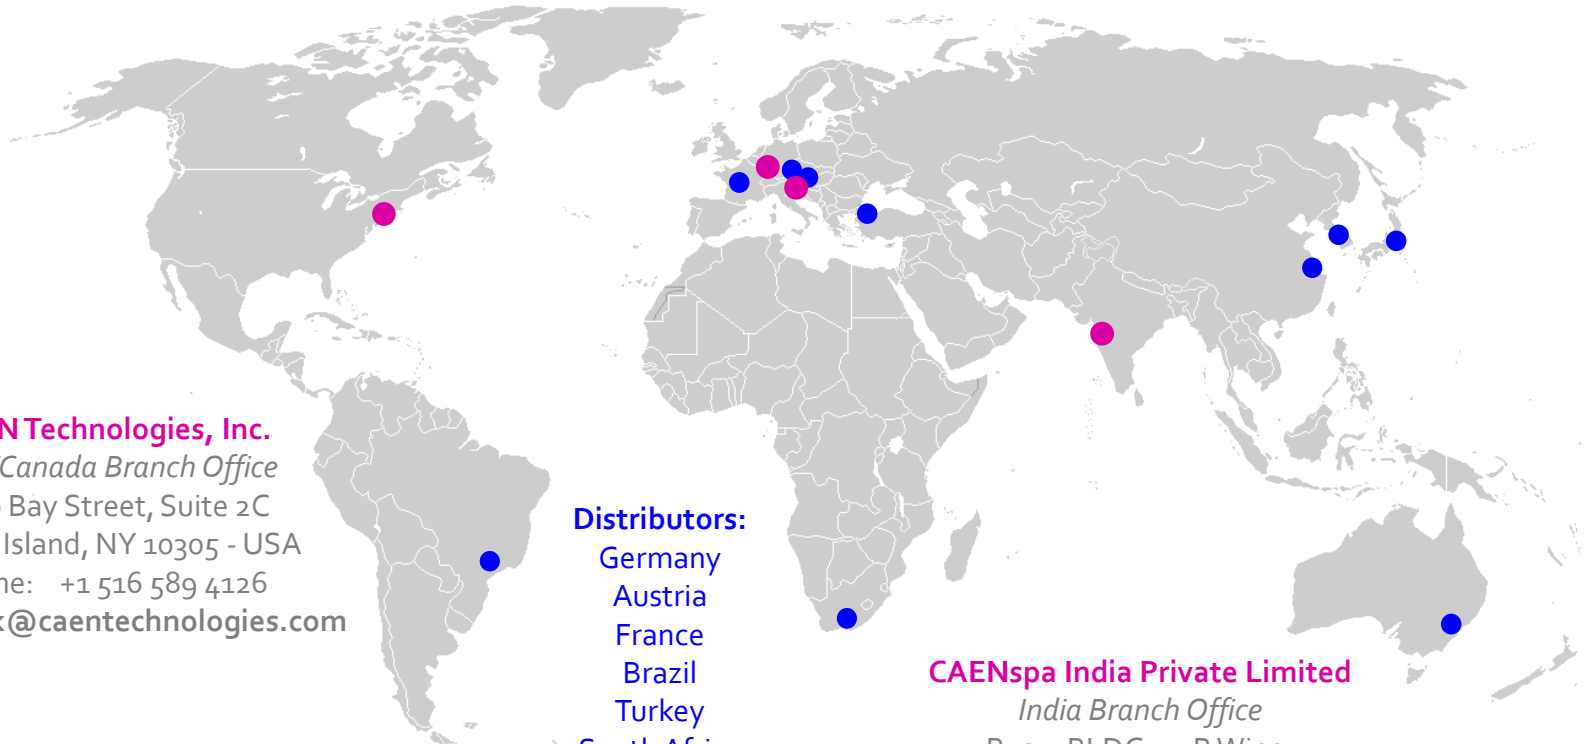 Technologies, Inc.
Canada Branch Office
Bay Street, Suite 2C
Island, NY 10305 - USA
+1 516 589 4126
@caentechnologies.com
Distributors:
Germany
Austria
France
Brazil
Turkey
CAENspa India Private Limited
India Branch Office